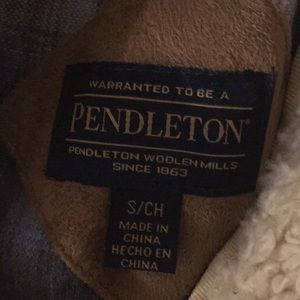 WARRANTED TO BE A
PENDLETON®
PENDLETON WOOLEN MILLS
SINCE 1863
S/CH
MADE IN
CHINA
HECHO EN
CHINA